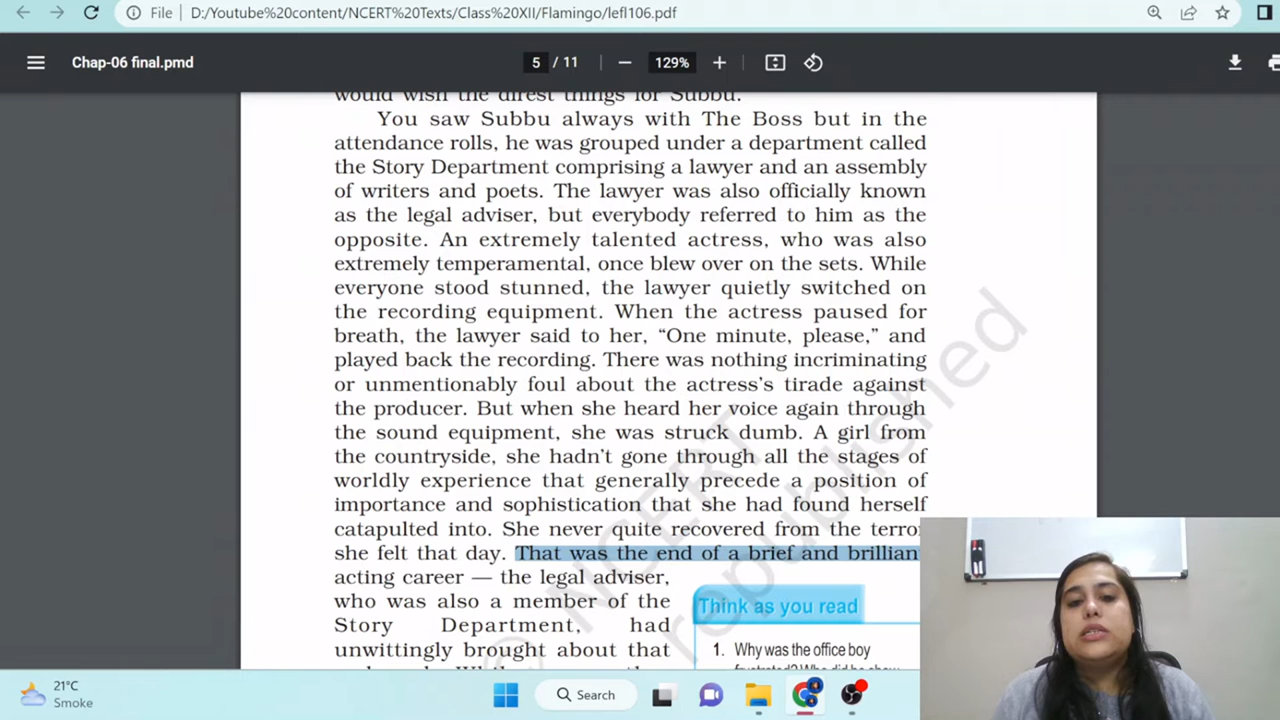 File
D:/Youtube%20content/NCERT%20Texts/Class%20XII/Flamingo/lefl106.pdf
Chap-06 final.pmd
5 / 11
129%
would wish the direst things for Subbu.
You saw Subbu always with The Boss but in the
attendance rolls, he was grouped under a department called
the Story Department comprising a lawyer and an assembly
of writers and poets. The lawyer was also officially known
as the legal adviser, but everybody referred to him as the
opposite. An extremely talented actress, who was also
extremely temperamental, once blew over on the sets. While
everyone stood stunned, the lawyer quietly switched on
the recording equipment. When the actress paused for
breath, the lawyer said to her, “One minute, please,” and
played back the recording. There was nothing incriminating
or unmentionably foul about the actress’s tirade against
the producer. But when she heard her voice again through
the sound equipment, she was struck dumb. A girl from
the countryside, she hadn’t gone through all the stages of
worldly experience that generally precede a position of
importance and sophistication that she had found herself
catapulted into. She never quite recovered from the terro
she felt that day. That was the end of a brief and brillian
acting career — the legal adviser,
who was also a member of the
Story Department, had
unwittingly brought about that
Think as you read
1. Why was the office boy
© NCERT
republished
21°C
Smoke
Search